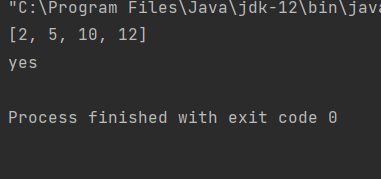 "C:\Program Files\Java\jdk-12\bin\java
[2, 5, 10, 12]
yes
Process finished with exit code 0